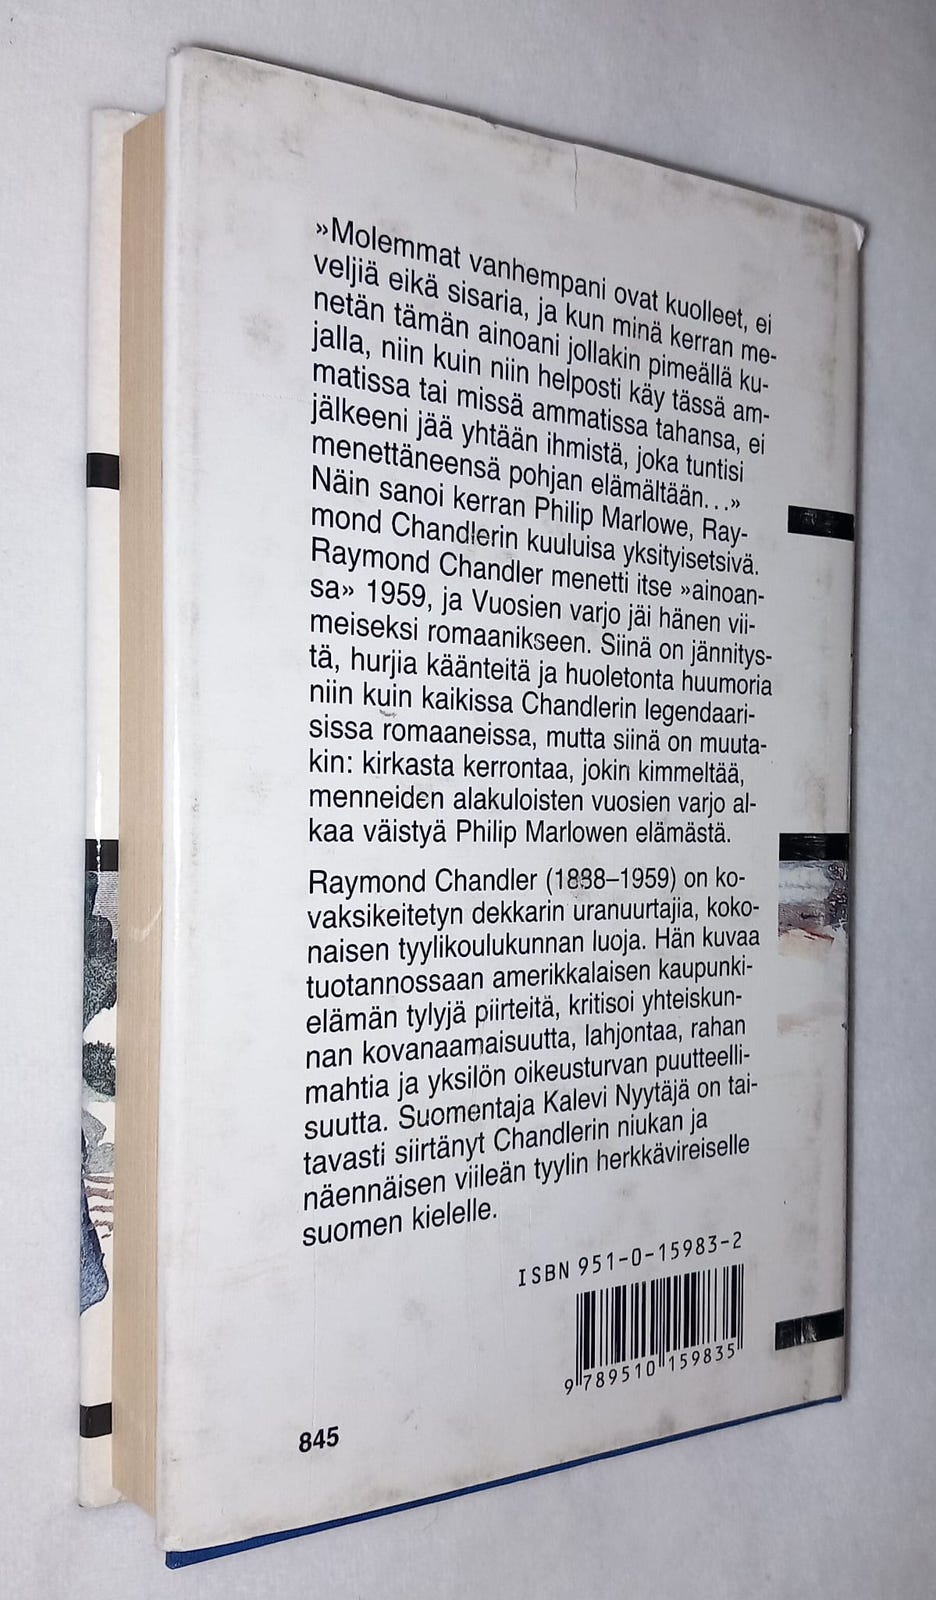 »Molemmat vanhempani ovat kuolleet, ei
veljiä eikä sisaria, ja kun minä kerran me-
netän tämän ainoani jollakin pimeällä ku-
jalla, niin kuin niin helposti käy tässä am-
matissa tai missä ammatissa tahansa, ei
jälkeeni jää yhtään ihmistä, joka tuntisi
menettäneensä pohjan elämältään...»
Näin sanoi kerran Philip Marlowe, Ray-
mond Chandlerin kuuluisa yksityisetsivä.
Raymond Chandler menetti itse »ainoan-
sa» 1959, ja Vuosien varjo jäi hänen vii-
meiseksi romaanikseen. Siinä on jännitys-
tä, hurjia käänteitä ja huoletonta huumoria
niin kuin kaikissa Chandlerin legendaari-
sissa romaaneissa, mutta siinä on muuta-
kin: kirkasta kerrontaa, jokin kimmeltää,
menneiden alakuloisten vuosien varjo al-
kaa väistyä Philip Marlowen elämästä.
Raymond Chandler (1888–1959) on ko-
vaksikeitetyn dekkarin uranuurtajia, koko-
naisen tyylikoulukunnan luoja. Hän kuvaa
tuotannossaan amerikkalaisen kaupunki-
elämän tylyjä piirteitä, kritisoi yhteiskun-
nan kovanaamaisuutta, lahjontaa, rahan
mahtia ja yksilön oikeusturvan puutteelli-
suutta. Suomentaja Kalevi Nyytäjä on tai-
tavasti siirtänyt Chandlerin niukan ja
näennäisen viileän tyylin herkkävireiselle
suomen kielelle.
ISBN 951-0-15983-2
9 789510 159835
845